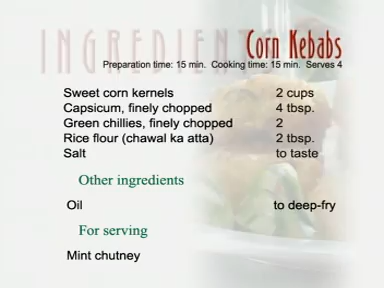 INGREDIENTS
Corn Kebabs
Preparation time: 15 min. Cooking time: 15 min. Serves 4
Sweet corn kernels 2 cups
Capsicum, finely chopped 4 tbsp.
Green chillies, finely chopped 2
Rice flour (chawal ka atta) 2 tbsp.
Salt to taste
Other ingredients
Oil to deep-fry
For serving
Mint chutney